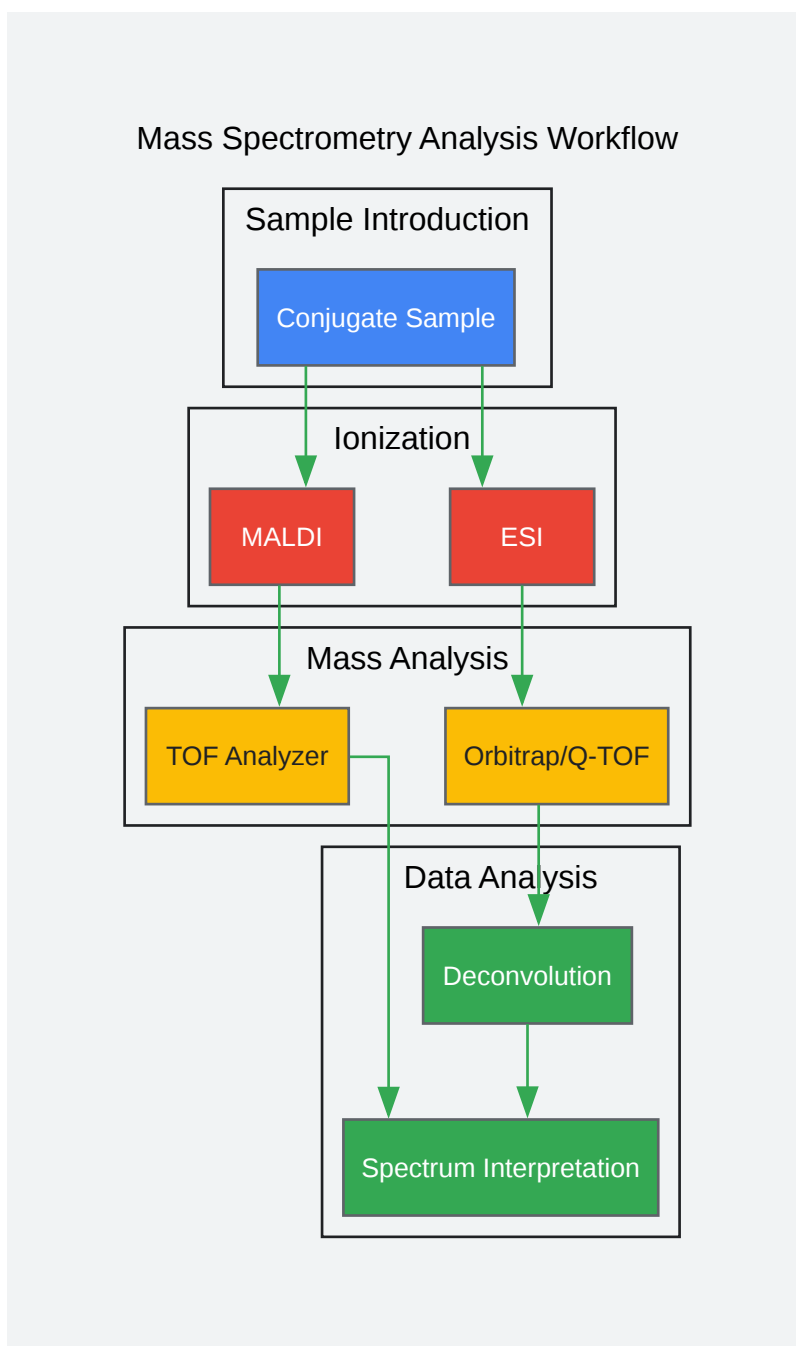 Mass Spectrometry Analysis Workflow
Sample Introduction
Conjugate Sample
Ionization
MALDI
ESI
Mass Analysis
TOF Analyzer
Orbitrap/Q-TOF
Data Analysis
Deconvolution
Spectrum Interpretation